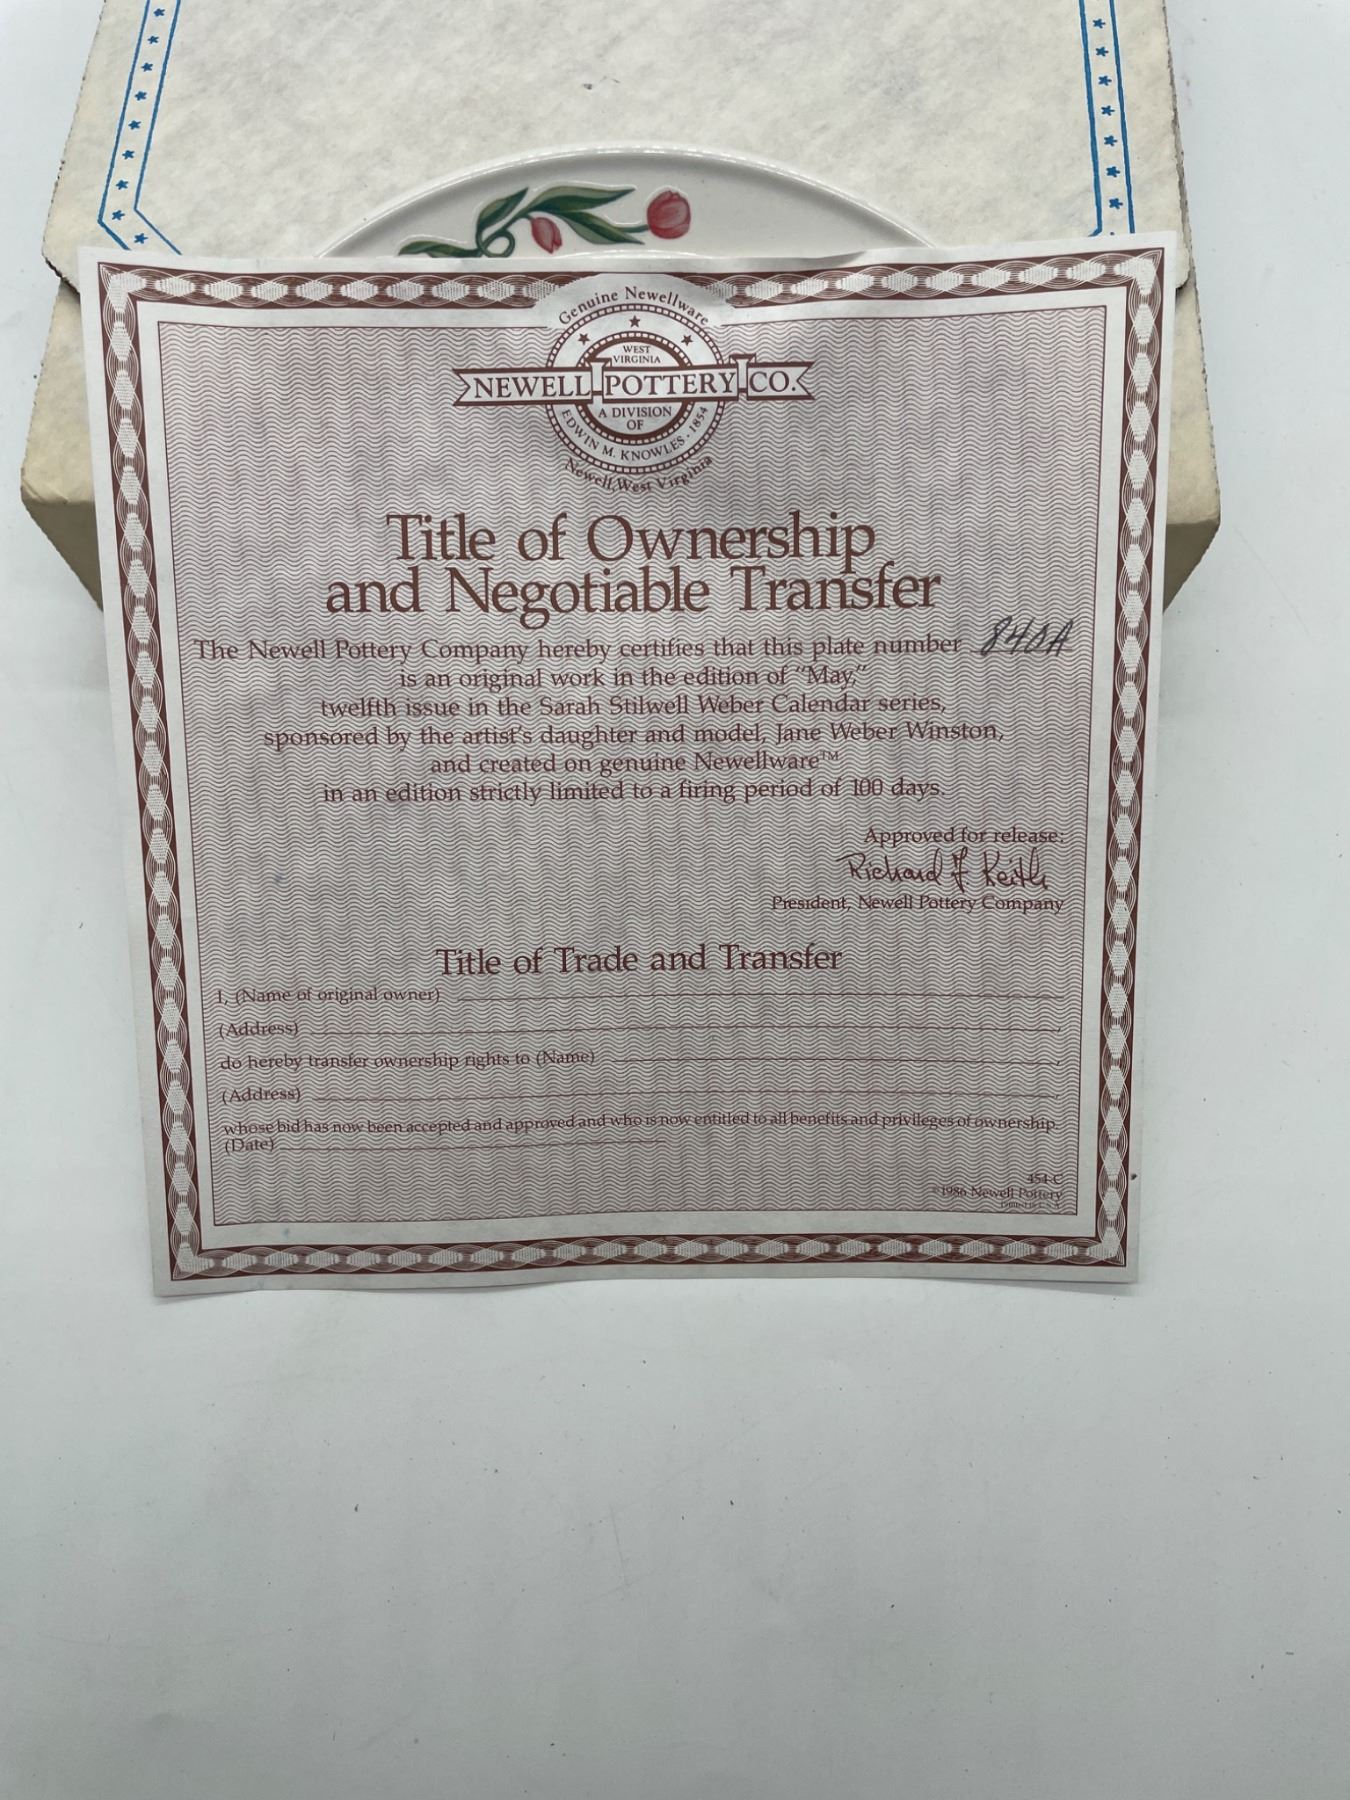 Genuine Newellware
WEST
VIRGINIA
NEWELL POTTERY CO.
A DIVISION
OF
EDWIN M. KNOWLES · 1854
Newell, West Virginia
Title of Ownership
and Negotiable Transfer
The Newell Pottery Company hereby certifies that this plate number 840A
is an original work in the edition of "May,"
twelfth issue in the Sarah Stilwell Weber Calendar series,
sponsored by the artist's daughter and model, Jane Weber Winston,
and created on genuine Newellware™
in an edition strictly limited to a firing period of 100 days.
Approved for release:
Richard F. Keith
President, Newell Pottery Company
Title of Trade and Transfer
I, (Name of original owner)
(Address) ,
do hereby transfer ownership rights to (Name) ,
(Address) ,
whose bid has now been accepted and approved and who is now entitled to all benefits and privileges of ownership.
(Date)
454-C
©1986 Newell Pottery
Printed in U.S.A.